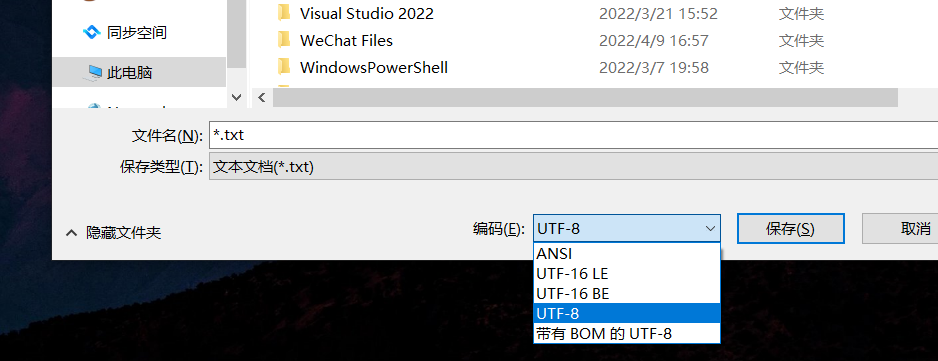 Visual Studio 2022 2022/3/21 15:52 文件夹
同步空间
WeChat Files 2022/4/9 16:57 文件夹
此电脑
WindowsPowerShell 2022/3/7 19:58 文件夹
文件名(N): *.txt
保存类型(T): 文本文档(*.txt)
隐藏文件夹
编码(E): UTF-8 保存(S) 取消
ANSI
UTF-16 LE
UTF-16 BE
UTF-8
带有 BOM 的 UTF-8